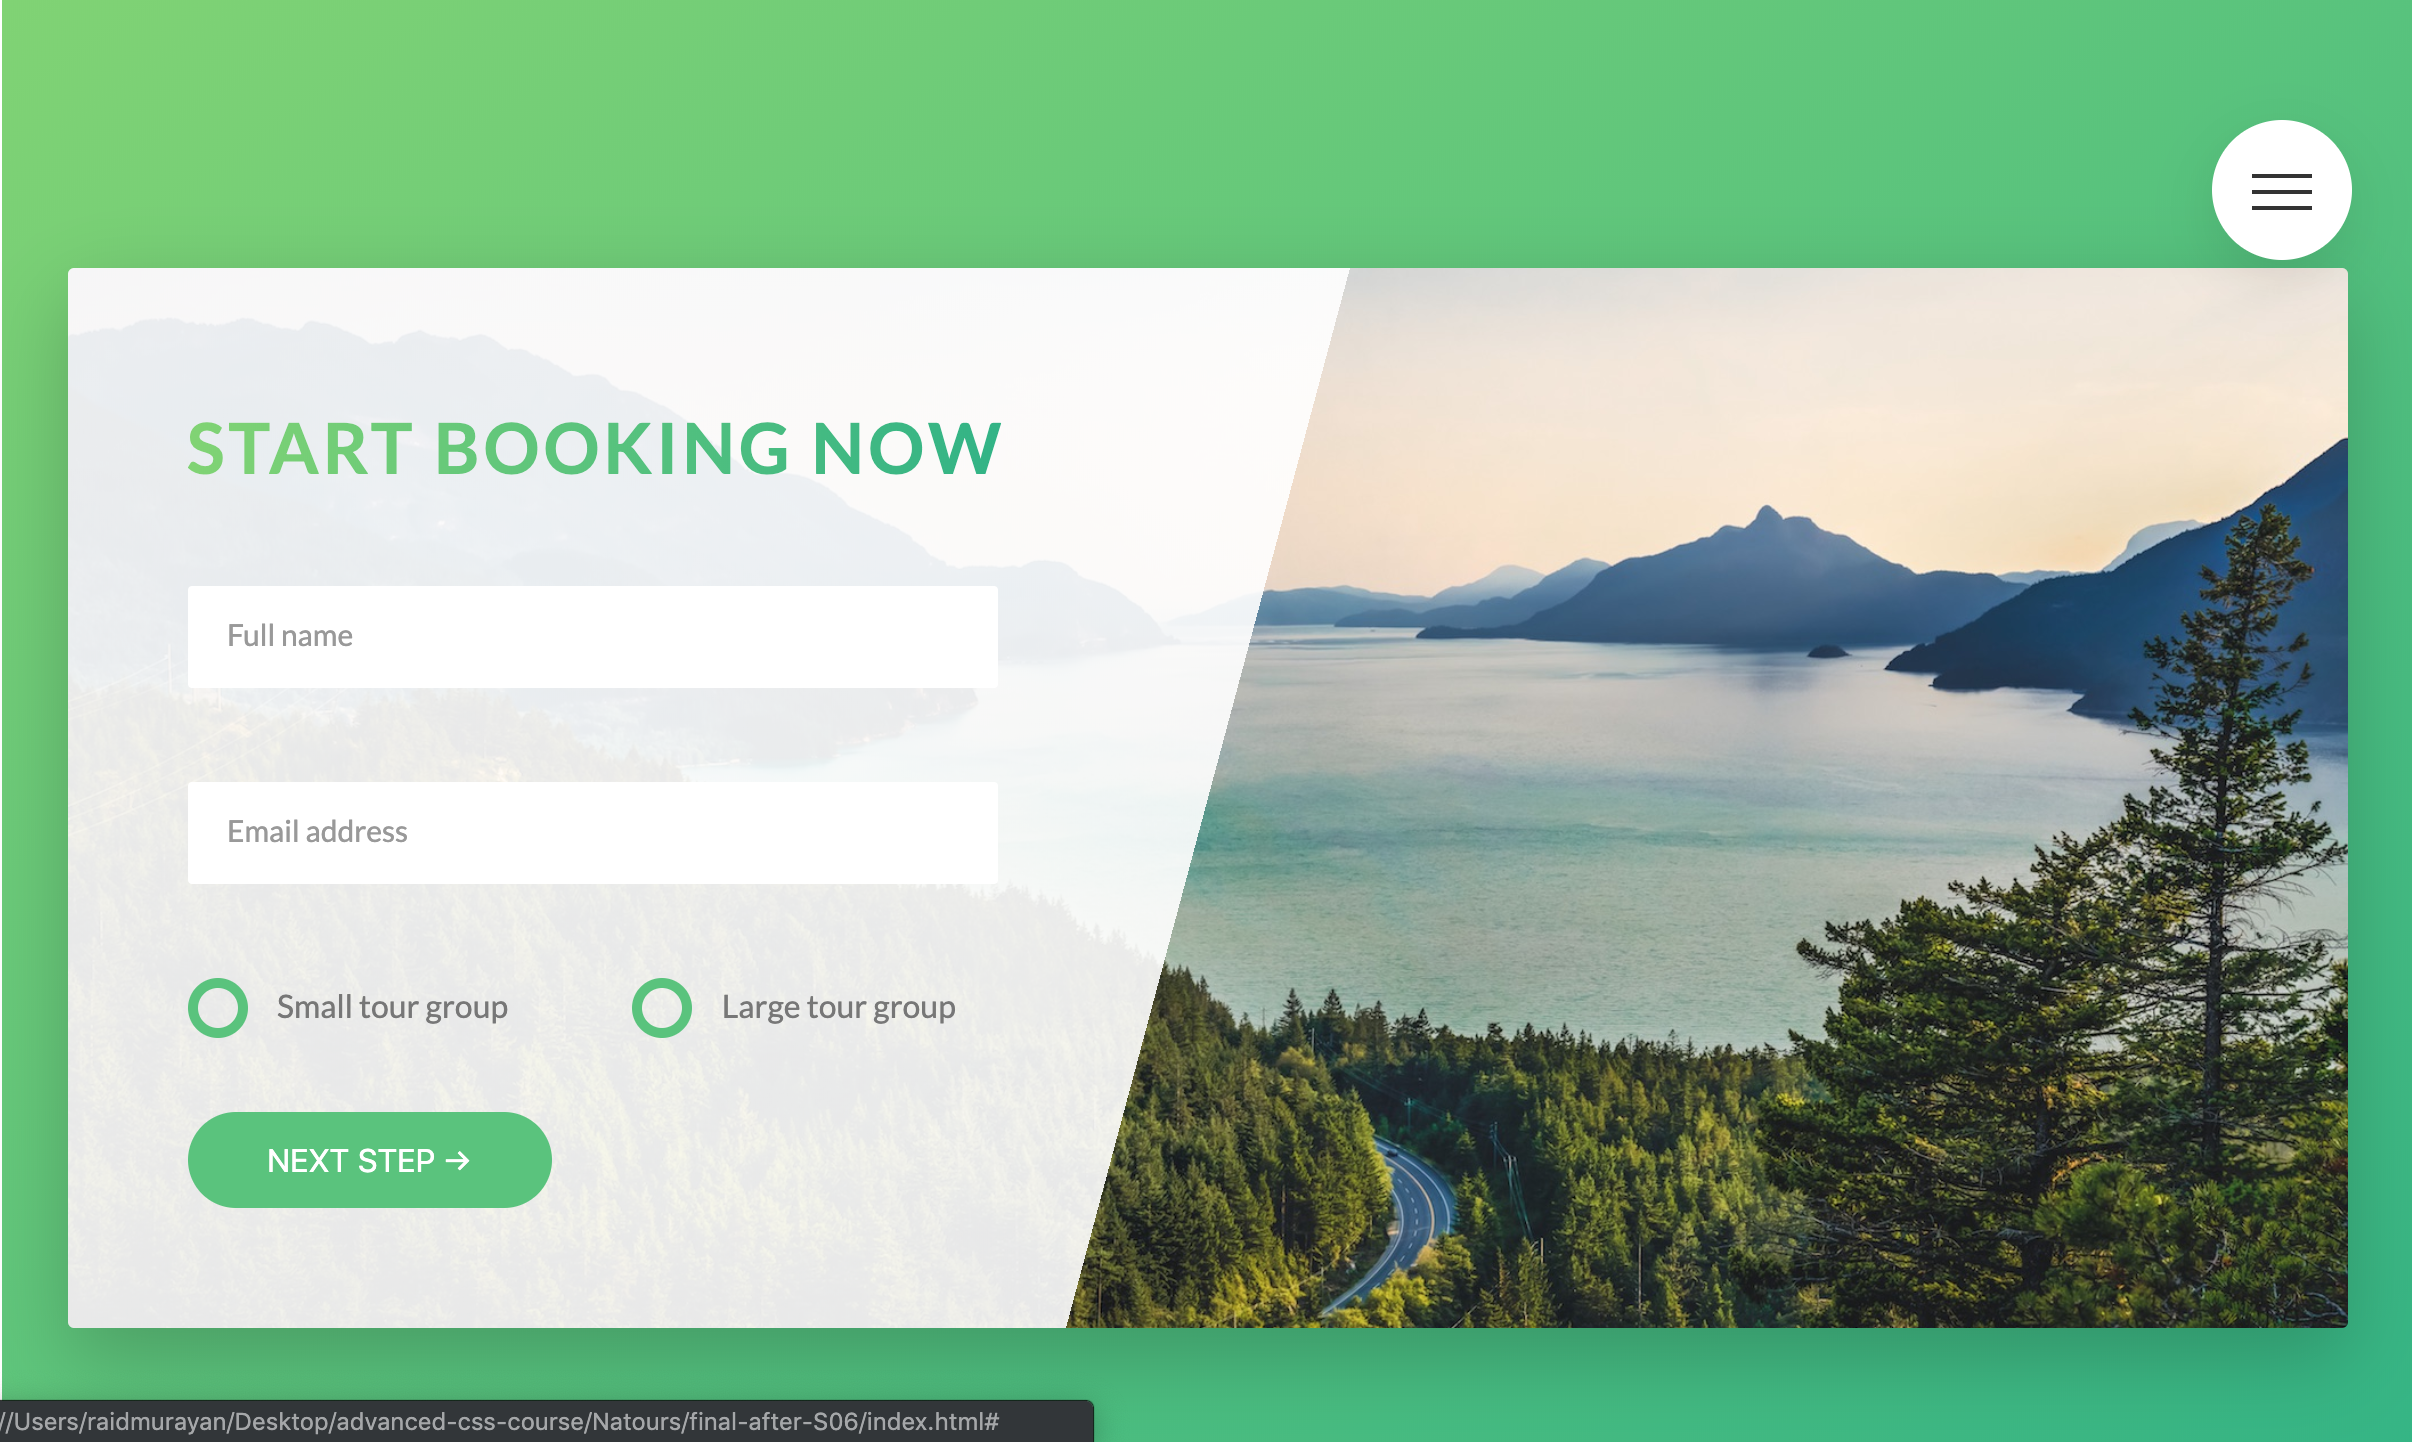 START BOOKING NOW
Full name
Email address
Small tour group
Large tour group
NEXT STEP →
//Users/raidmurayan/Desktop/advanced-css-course/Natours/final-after-S06/index.html#